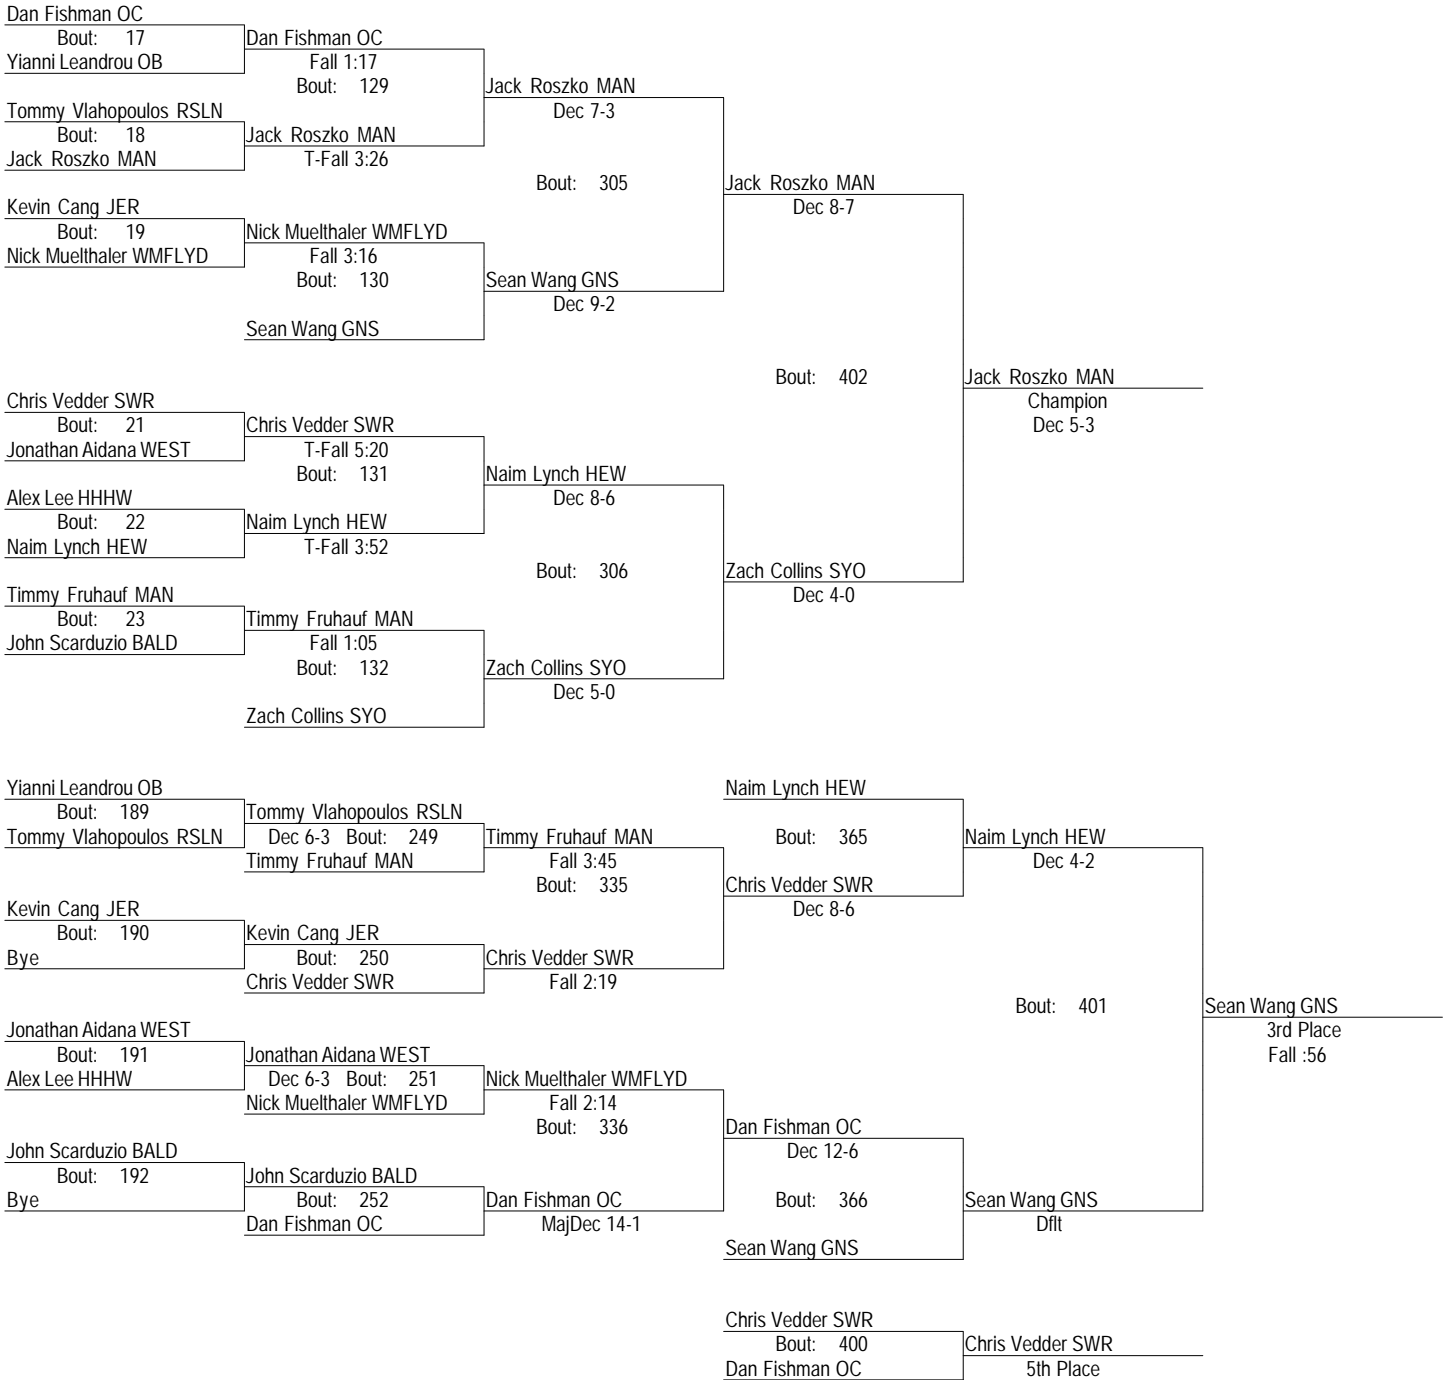 Dan Fishman OC
Bout: 17
Dan Fishman OC
Yianni Leandrou OB
Fall 1:17
Bout: 129
Jack Roszko MAN
Tommy Vlahopoulos RSLN
Dec 7-3
Bout: 18
Jack Roszko MAN
Jack Roszko MAN
T-Fall 3:26
Bout: 305
Jack Roszko MAN
Kevin Cang JER
Dec 8-7
Bout: 19
Nick Muelthaler WMFLYD
Nick Muelthaler WMFLYD
Fall 3:16
Bout: 130
Sean Wang GNS
Dec 9-2
Sean Wang GNS
Bout: 402
Jack Roszko MAN
Chris Vedder SWR
Champion
Bout: 21
Chris Vedder SWR
Dec 5-3
Jonathan Aidana WEST
T-Fall 5:20
Bout: 131
Naim Lynch HEW
Alex Lee HHHW
Dec 8-6
Bout: 22
Naim Lynch HEW
Naim Lynch HEW
T-Fall 3:52
Bout: 306
Zach Collins SYO
Timmy Fruhauf MAN
Dec 4-0
Bout: 23
Timmy Fruhauf MAN
John Scarduzio BALD
Fall 1:05
Bout: 132
Zach Collins SYO
Dec 5-0
Zach Collins SYO
Yianni Leandrou OB
Naim Lynch HEW
Bout: 189
Tommy Vlahopoulos RSLN
Tommy Vlahopoulos RSLN
Dec 6-3 Bout: 249
Timmy Fruhauf MAN
Bout: 365
Naim Lynch HEW
Timmy Fruhauf MAN
Fall 3:45
Dec 4-2
Bout: 335
Chris Vedder SWR
Kevin Cang JER
Dec 8-6
Bout: 190
Kevin Cang JER
Bye
Bout: 250
Chris Vedder SWR
Chris Vedder SWR
Fall 2:19
Bout: 401
Sean Wang GNS
Jonathan Aidana WEST
3rd Place
Bout: 191
Jonathan Aidana WEST
Fall :56
Alex Lee HHHW
Dec 6-3 Bout: 251
Nick Muelthaler WMFLYD
Nick Muelthaler WMFLYD
Fall 2:14
Bout: 336
Dan Fishman OC
John Scarduzio BALD
Dec 12-6
Bout: 192
John Scarduzio BALD
Bye
Bout: 252
Dan Fishman OC
Bout: 366
Sean Wang GNS
Dan Fishman OC
MajDec 14-1
Dflt
Sean Wang GNS
Chris Vedder SWR
Bout: 400
Chris Vedder SWR
Dan Fishman OC
5th Place